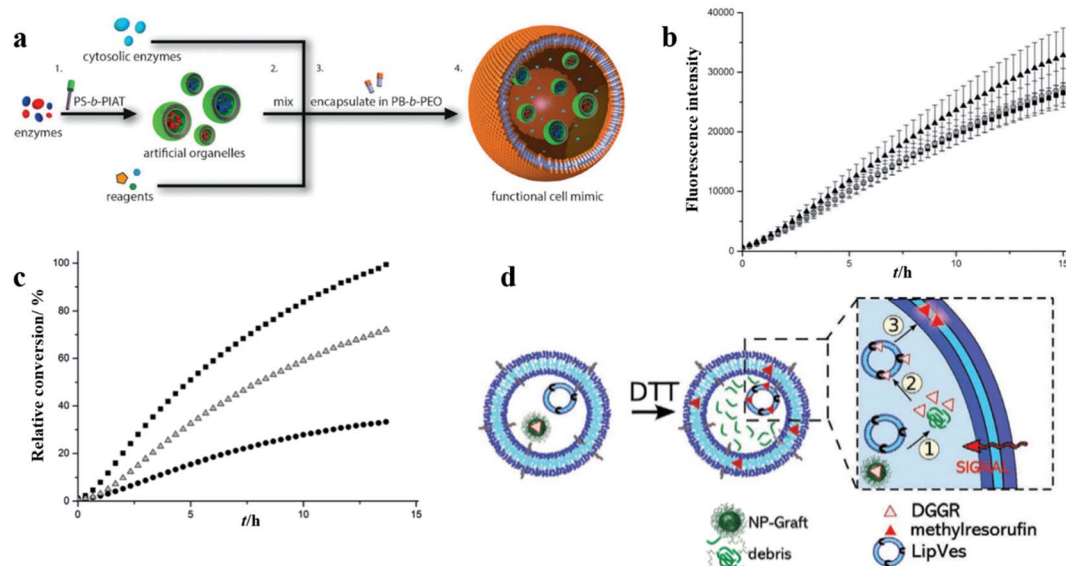 a
cytosolic enzymes
1.
2.
3.
4.
PS-b-PIAT
mix
encapsulate in PB-b-PEO
enzymes
artificial organelles
reagents
functional cell mimic
b
Fluorescence intensity
40000
30000
20000
10000
0
0 5 10 15
t/h
c
Relative conversion/ %
100
80
60
40
20
0
0 5 10 15
t/h
d
DTT
3
2
1
SIGNAL
NP-Graft
debris
DGGR
methylresorufin
LipVes